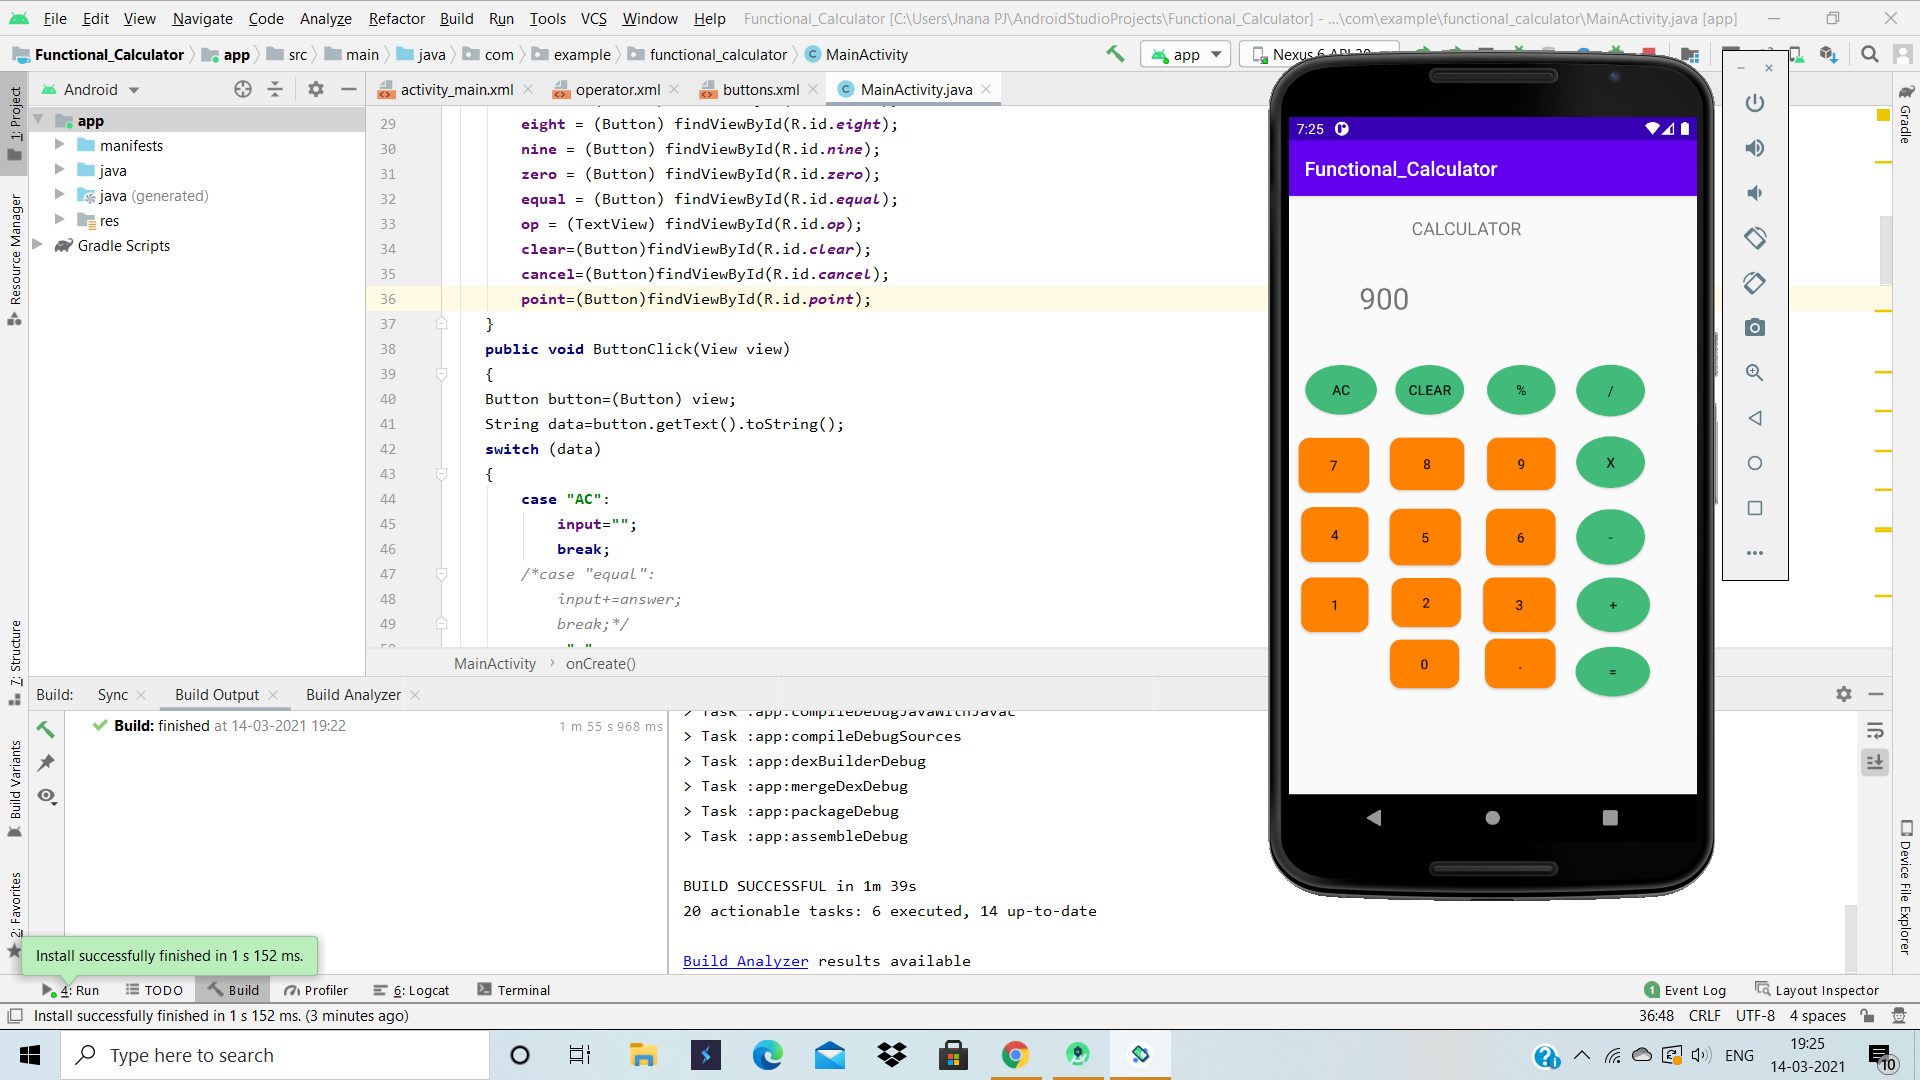 File Edit View Navigate Code Analyze Refactor Build Run Tools VCS Window Help Functional_Calculator [C:\Users\Jnana PJ\AndroidStudioProjects\Functional_Calculator] - ...\com\example\functional_calculator\MainActivity.java [app]
Functional_Calculator app src main java com example functional_calculator MainActivity app Nexus 6 API 30
Android activity_main.xml operator.xml buttons.xml MainActivity.java
1: Project
Resource Manager
7: Structure
Build Variants
2: Favorites
app
manifests
java
java (generated)
res
Gradle Scripts
29 eight = (Button) findViewById(R.id.eight);
30 nine = (Button) findViewById(R.id.nine);
31 zero = (Button) findViewById(R.id.zero);
32 equal = (Button) findViewById(R.id.equal);
33 op = (TextView) findViewById(R.id.op);
34 clear=(Button)findViewById(R.id.clear);
35 cancel=(Button)findViewById(R.id.cancel);
36 point=(Button)findViewById(R.id.point);
37 }
38 public void ButtonClick(View view)
39 {
40 Button button=(Button) view;
41 String data=button.getText().toString();
42 switch (data)
43 {
44 case "AC":
45 input="";
46 break;
47 /*case "equal":
48 input+=answer;
49 break;*/
MainActivity › onCreate()
7:25
Functional_Calculator
CALCULATOR
900
AC CLEAR % /
7 8 9 X
4 5 6 -
1 2 3 +
0 . =
Gradle
Device File Explorer
Build: Sync Build Output Build Analyzer
Build: finished at 14-03-2021 19:22 1 m 55 s 968 ms
> Task :app:compileDebugJavaWithJavac
> Task :app:compileDebugSources
> Task :app:dexBuilderDebug
> Task :app:mergeDexDebug
> Task :app:packageDebug
> Task :app:assembleDebug
BUILD SUCCESSFUL in 1m 39s
20 actionable tasks: 6 executed, 14 up-to-date
Build Analyzer results available
Install successfully finished in 1 s 152 ms.
4: Run TODO Build Profiler 6: Logcat Terminal 1 Event Log Layout Inspector
Install successfully finished in 1 s 152 ms. (3 minutes ago) 36:48 CRLF UTF-8 4 spaces
Type here to search ENG 19:25
14-03-2021 10